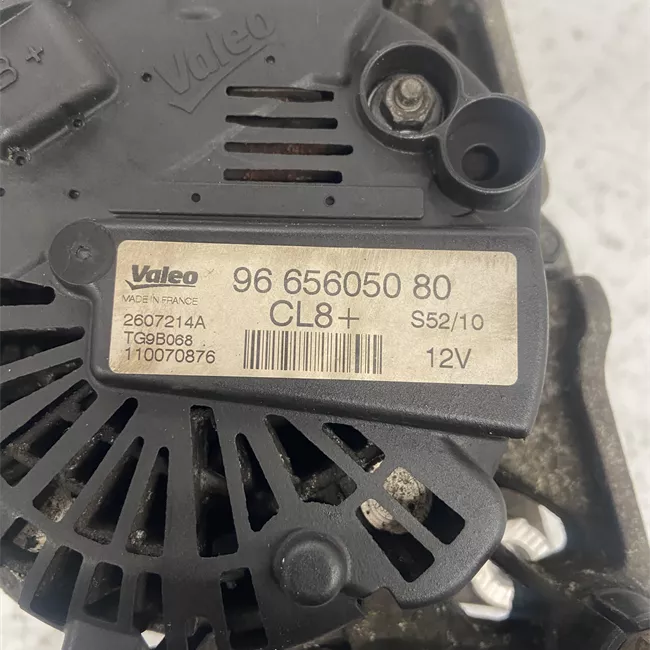 B+
Valeo
Valeo
MADE IN FRANCE
96 656050 80
CL8+
S52/10
2607214A
TG9B068
110070876
12V